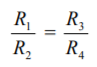 R₁/R₂ = R₃/R₄